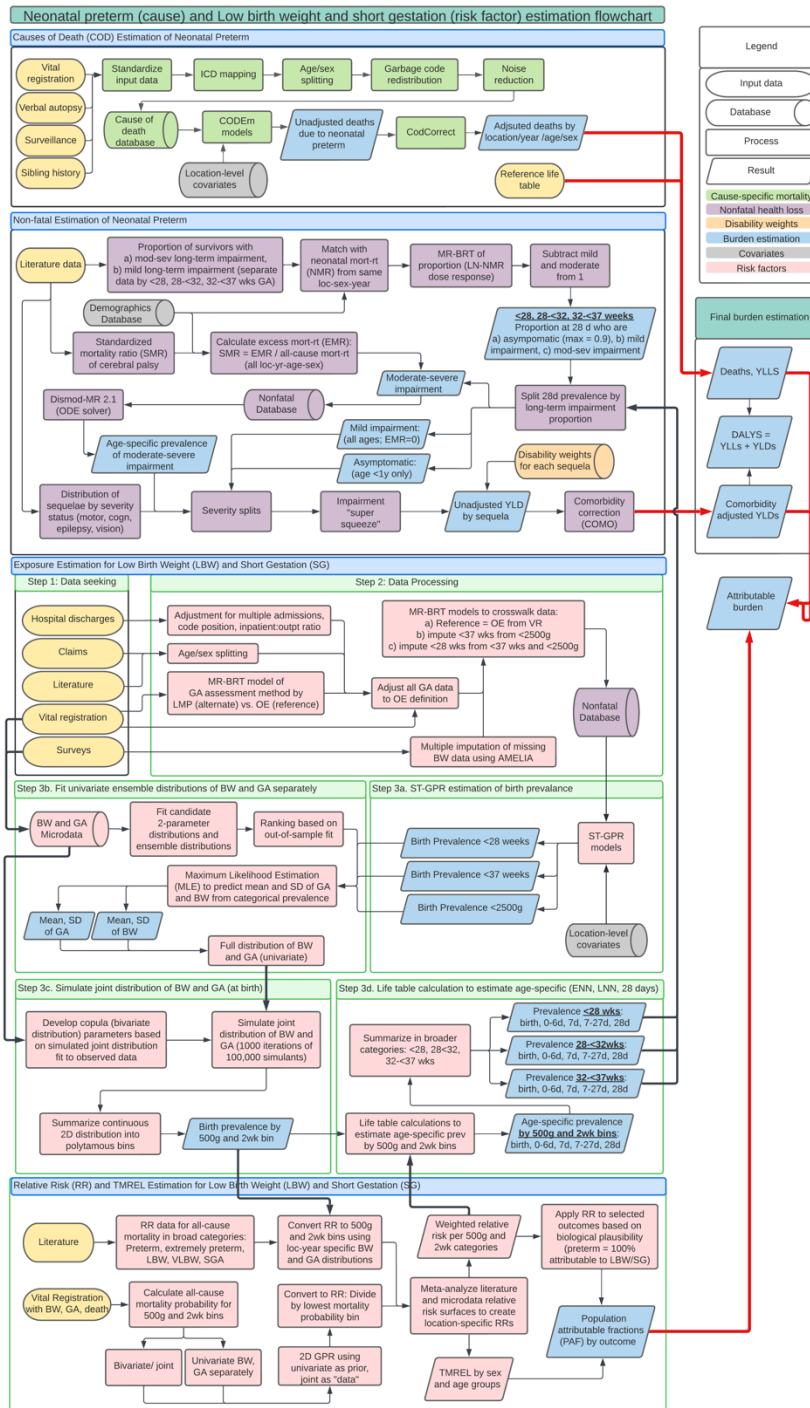 Neonatal preterm (cause) and Low birth weight and short gestation (risk factor) estimation flowchart
Causes of Death (COD) Estimation of Neonatal Preterm
Vital
registration
Verbal autopsy
Surveillance
Sibling history
Standardize
input data
ICD mapping
Age/sex
splitting
Garbage code
redistribution
Noise
reduction
Cause of
death
database
CODEm
models
Unadjusted deaths
due to neonatal
preterm
CodCorrect
Adjsuted deaths by
location/year /age/sex
Location-level
covariates
Reference life
table
Legend
Input data
Database
Process
Result
Cause-specific mortality
Nonfatal health loss
Disability weights
Burden estimation
Covariates
Risk factors
Non-fatal Estimation of Neonatal Preterm
Literature data
Proportion of survivors with
a) mod-sev long-term impairment,
b) mild long-term impairment (separate
data by <28, 28-<32, 32-<37 wks GA)
Match with
neonatal mort-rt
(NMR) from same
loc-sex-year
MR-BRT of
proportion (LN-NMR
dose response)
Subtract mild
and moderate
from 1
Demographics
Database
<28, 28-<32, 32-<37 weeks
Proportion at 28 d who are
a) asympomatic (max = 0.9), b) mild
impairment, c) mod-sev impairment
Standardized
mortality ratio (SMR)
of cerebral palsy
Calculate excess mort-rt (EMR):
SMR = EMR / all-cause mort-rt
(all loc-yr-age-sex)
Moderate-severe
impairment
Split 28d prevalence by
long-term impairment
proportion
Dismod-MR 2.1
(ODE solver)
Nonfatal
Database
Mild impairment:
(all ages; EMR=0)
Age-specific prevalence
of moderate-severe
impairment
Asymptomatic:
(age <1y only)
Disability weights
for each sequela
Distribution of
sequelae by severity
status (motor, cogn,
epilepsy, vision)
Severity splits
Impairment
"super
squeeze"
Unadjusted YLD
by sequela
Comorbidity
correction
(COMO)
Final burden estimation
Deaths, YLLS
DALYS =
YLLs + YLDs
Comorbidity
adjusted YLDs
Attributable
burden
Exposure Estimation for Low Birth Weight (LBW) and Short Gestation (SG)
Step 1: Data seeking
Hospital discharges
Claims
Literature
Vital registration
Surveys
Step 2: Data Processing
Adjustment for multiple admissions,
code position, inpatient:outpt ratio
Age/sex splitting
MR-BRT model of
GA assessment method by
LMP (alternate) vs. OE (reference)
MR-BRT models to crosswalk data:
a) Reference = OE from VR
b) impute <37 wks from <2500g
c) impute <28 wks from <37 wks and <2500g
Adjust all GA data
to OE definition
Multiple imputation of missing
BW data using AMELIA
Nonfatal
Database
Step 3b. Fit univariate ensemble distributions of BW and GA separately
BW and GA
Microdata
Fit candidate
2-parameter
distributions and
ensemble distributions
Ranking based on
out-of-sample fit
Maximum Likelihood Estimation
(MLE) to predict mean and SD of GA
and BW from categorical prevalence
Mean, SD
of GA
Mean, SD
of BW
Full distribution of BW
and GA (univariate)
Step 3a. ST-GPR estimation of birth prevalance
Birth Prevalence <28 weeks
Birth Prevalence <37 weeks
Birth Prevalence <2500g
ST-GPR
models
Location-level
covariates
Step 3c. Simulate joint distribution of BW and GA (at birth)
Develop copula (bivariate
distribution) parameters based
on simulated joint distribution
fit to observed data
Simulate joint
distribution of BW and
GA (1000 iterations of
100,000 simulants)
Summarize continuous
2D distribution into
polytamous bins
Birth prevalence by
500g and 2wk bin
Step 3d. Life table calculation to estimate age-specific (ENN, LNN, 28 days)
Summarize in broader
categories: <28, 28<32,
32-<37 wks
Prevalence <28 wks:
birth, 0-6d, 7d, 7-27d, 28d
Prevalence 28-<32wks:
birth, 0-6d, 7d, 7-27d, 28d
Prevalence 32-<37wks:
birth, 0-6d, 7d, 7-27d, 28d
Life table calculations to
estimate age-specific prev
by 500g and 2wk bins
Age-specific prevalence
by 500g and 2wk bins:
birth, 0-6d, 7d, 7-27d, 28d
Relative Risk (RR) and TMREL Estimation for Low Birth Weight (LBW) and Short Gestation (SG)
Literature
RR data for all-cause
mortality in broad categories:
Preterm, extremely preterm,
LBW, VLBW, SGA
Convert RR to 500g
and 2wk bins using
loc-year specific BW
and GA distributions
Weighted relative
risk per 500g and
2wk categories
Apply RR to selected
outcomes based on
biological plausibility
(preterm = 100%
attributable to LBW/SG)
Vital Registration
with BW, GA, death
Calculate all-cause
mortality probability for
500g and 2wk bins
Convert to RR: Divide
by lowest mortality
probability bin
Meta-analyze literature
and microdata relative
risk surfaces to create
location-specific RRs
Population
attributable fractions
(PAF) by outcome
Bivariate/ joint
Univariate BW,
GA separately
2D GPR using
univariate as prior,
joint as "data"
TMREL by sex
and age groups